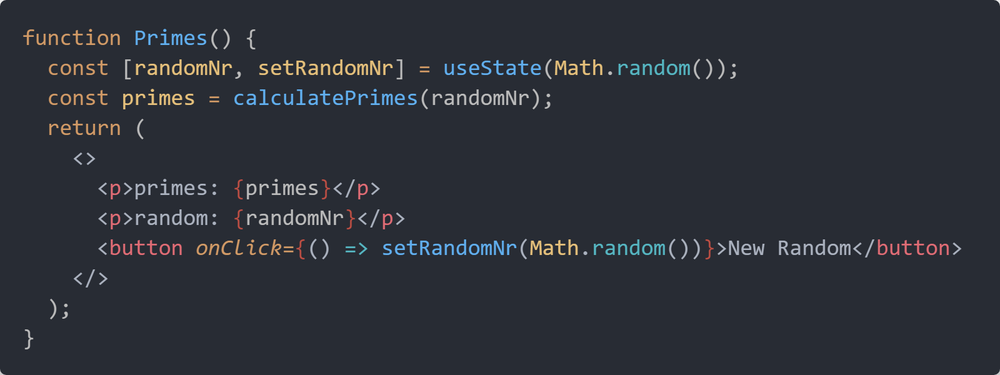 function Primes() {
  const [randomNr, setRandomNr] = useState(Math.random());
  const primes = calculatePrimes(randomNr);
  return (
    <>
      <p>primes: {primes}</p>
      <p>random: {randomNr}</p>
      <button onClick={() => setRandomNr(Math.random())}>New Random</button>
    </>
  );
}